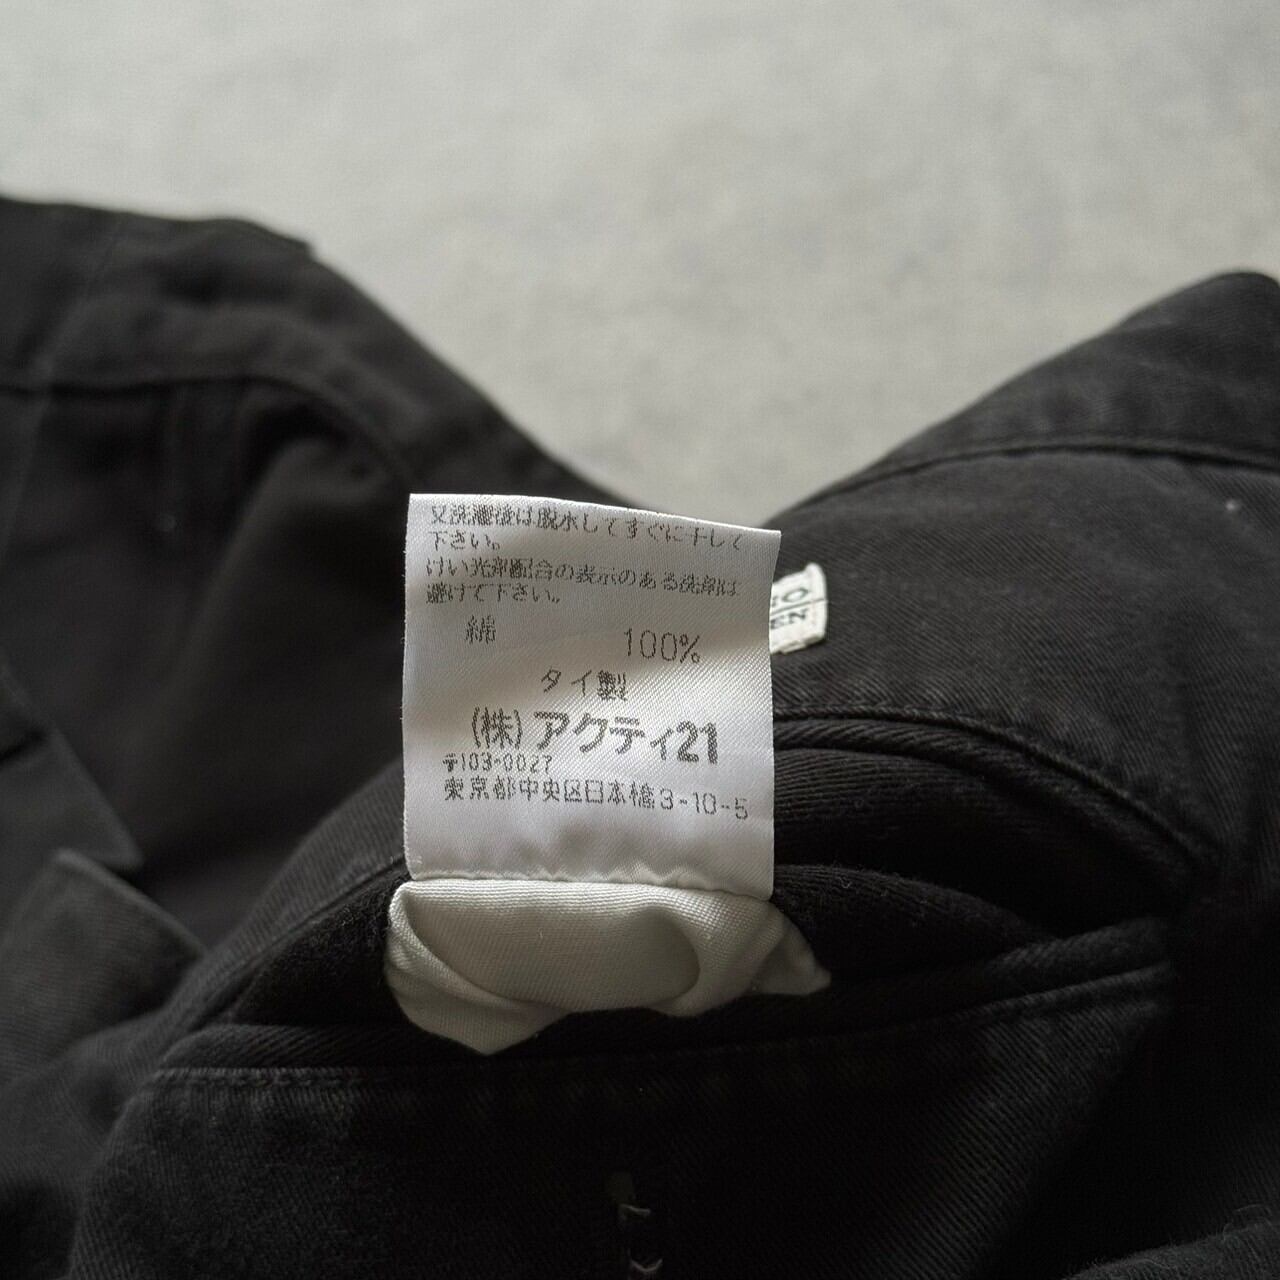 又洗濯後は脱水してすぐに干して
下さい。
けい光剤配合の表示のある洗剤は
避けて下さい。
綿 100%
タイ製
(株)アクティ21
〒103-0027
東京都中央区日本橋3-10-5
EN